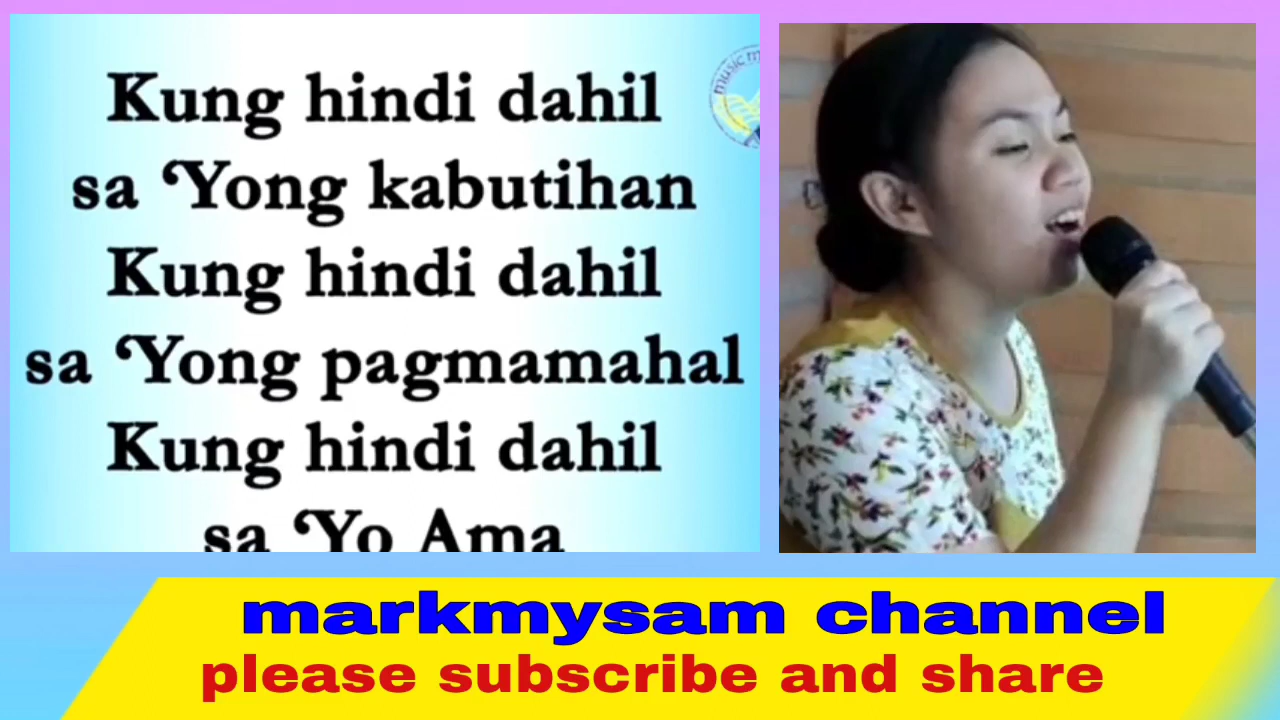 Kung hindi dahil
sa ‘Yong kabutihan
Kung hindi dahil
sa ‘Yong pagmamahal
Kung hindi dahil
sa ‘Yo Ama
music m
markmysam channel
please subscribe and share